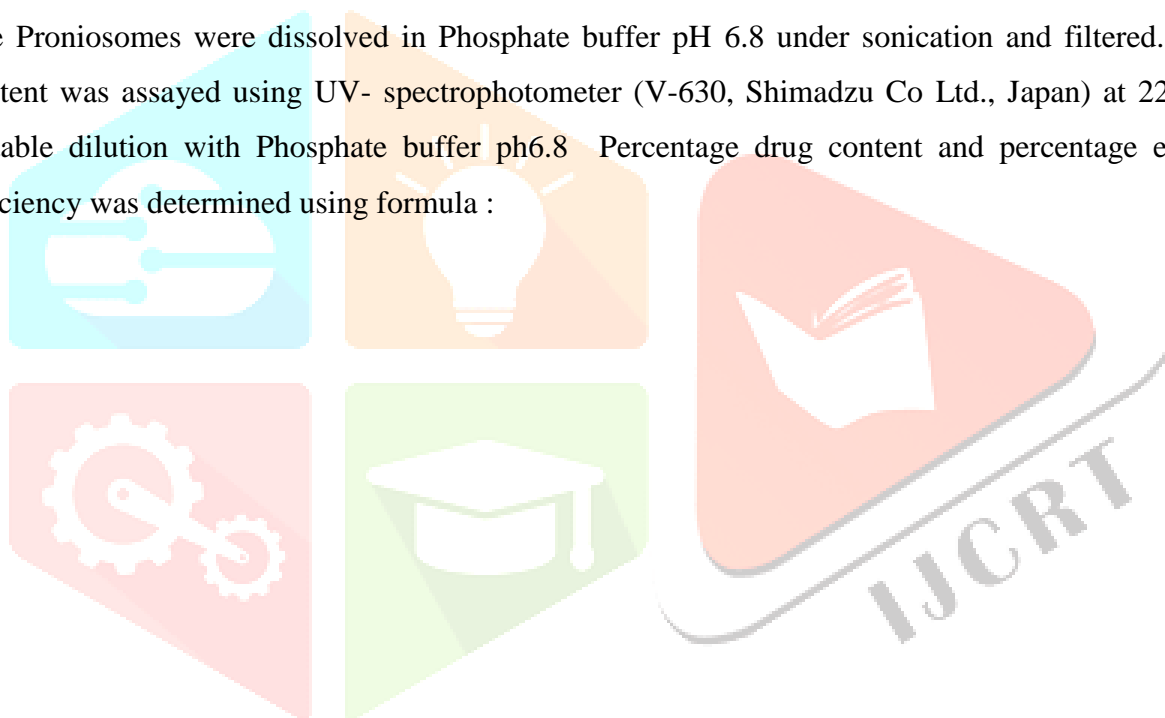 e Proniosomes were dissolved in Phosphate buffer pH 6.8 under sonication and filtered.
tent was assayed using UV- spectrophotometer (V-630, Shimadzu Co Ltd., Japan) at 22
able dilution with Phosphate buffer ph6.8 Percentage drug content and percentage e
iciency was determined using formula :
IJCRT